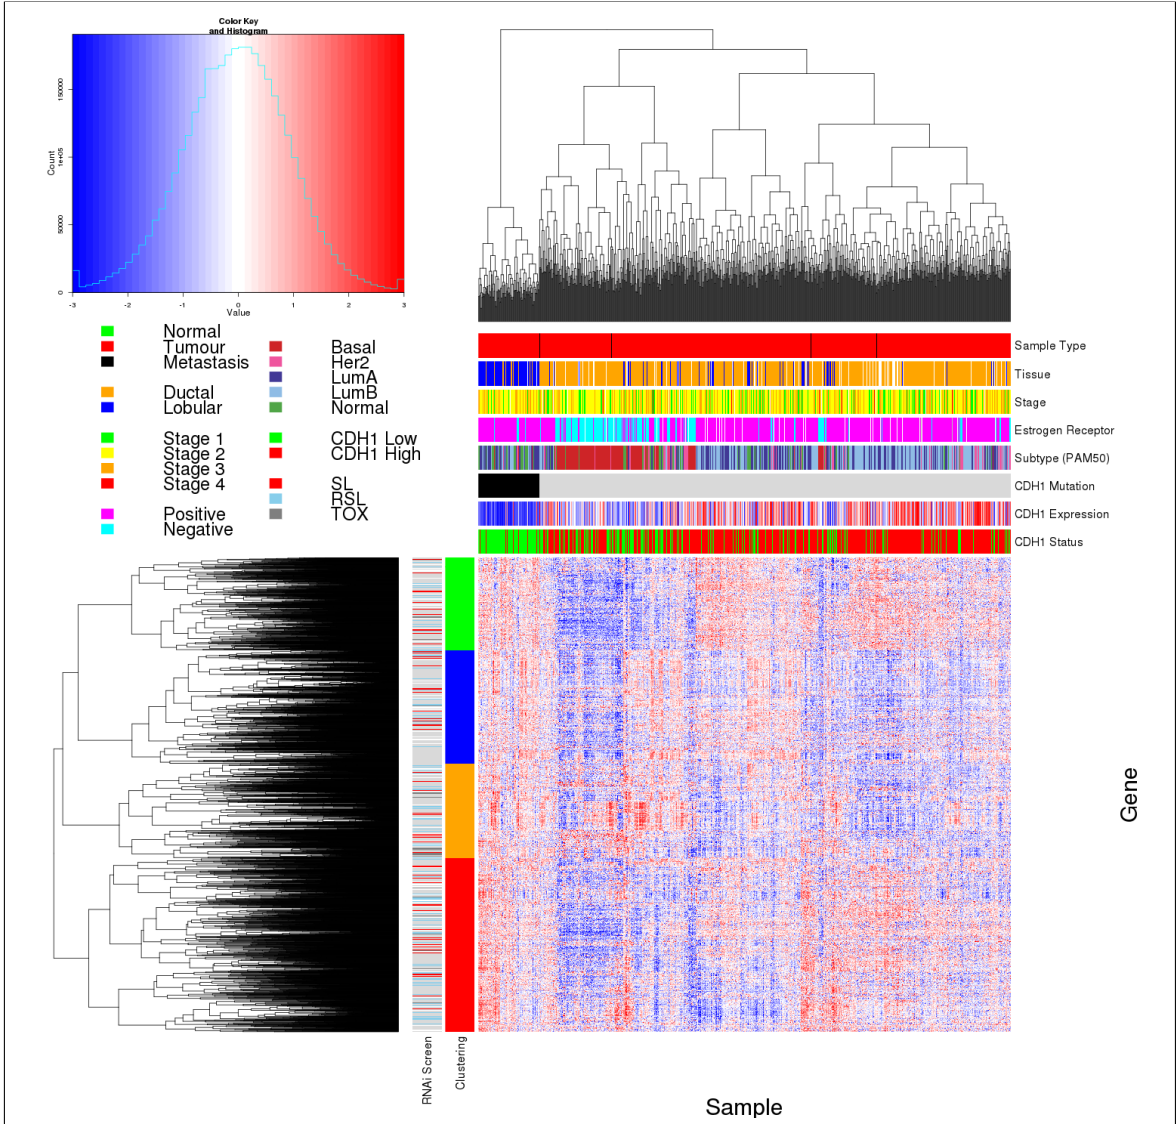 Color Key
and Histogram
Count
0
50000
1e+05
150000
-3
-2
-1
0
1
2
3
Value
Normal
Tumour
Metastasis
Ductal
Lobular
Stage 1
Stage 2
Stage 3
Stage 4
Positive
Negative
Basal
Her2
LumA
LumB
Normal
CDH1 Low
CDH1 High
SL
RSL
TOX
Sample Type
Tissue
Stage
Estrogen Receptor
Subtype (PAM50)
CDH1 Mutation
CDH1 Expression
CDH1 Status
Gene
RNAi Screen
Clustering
Sample